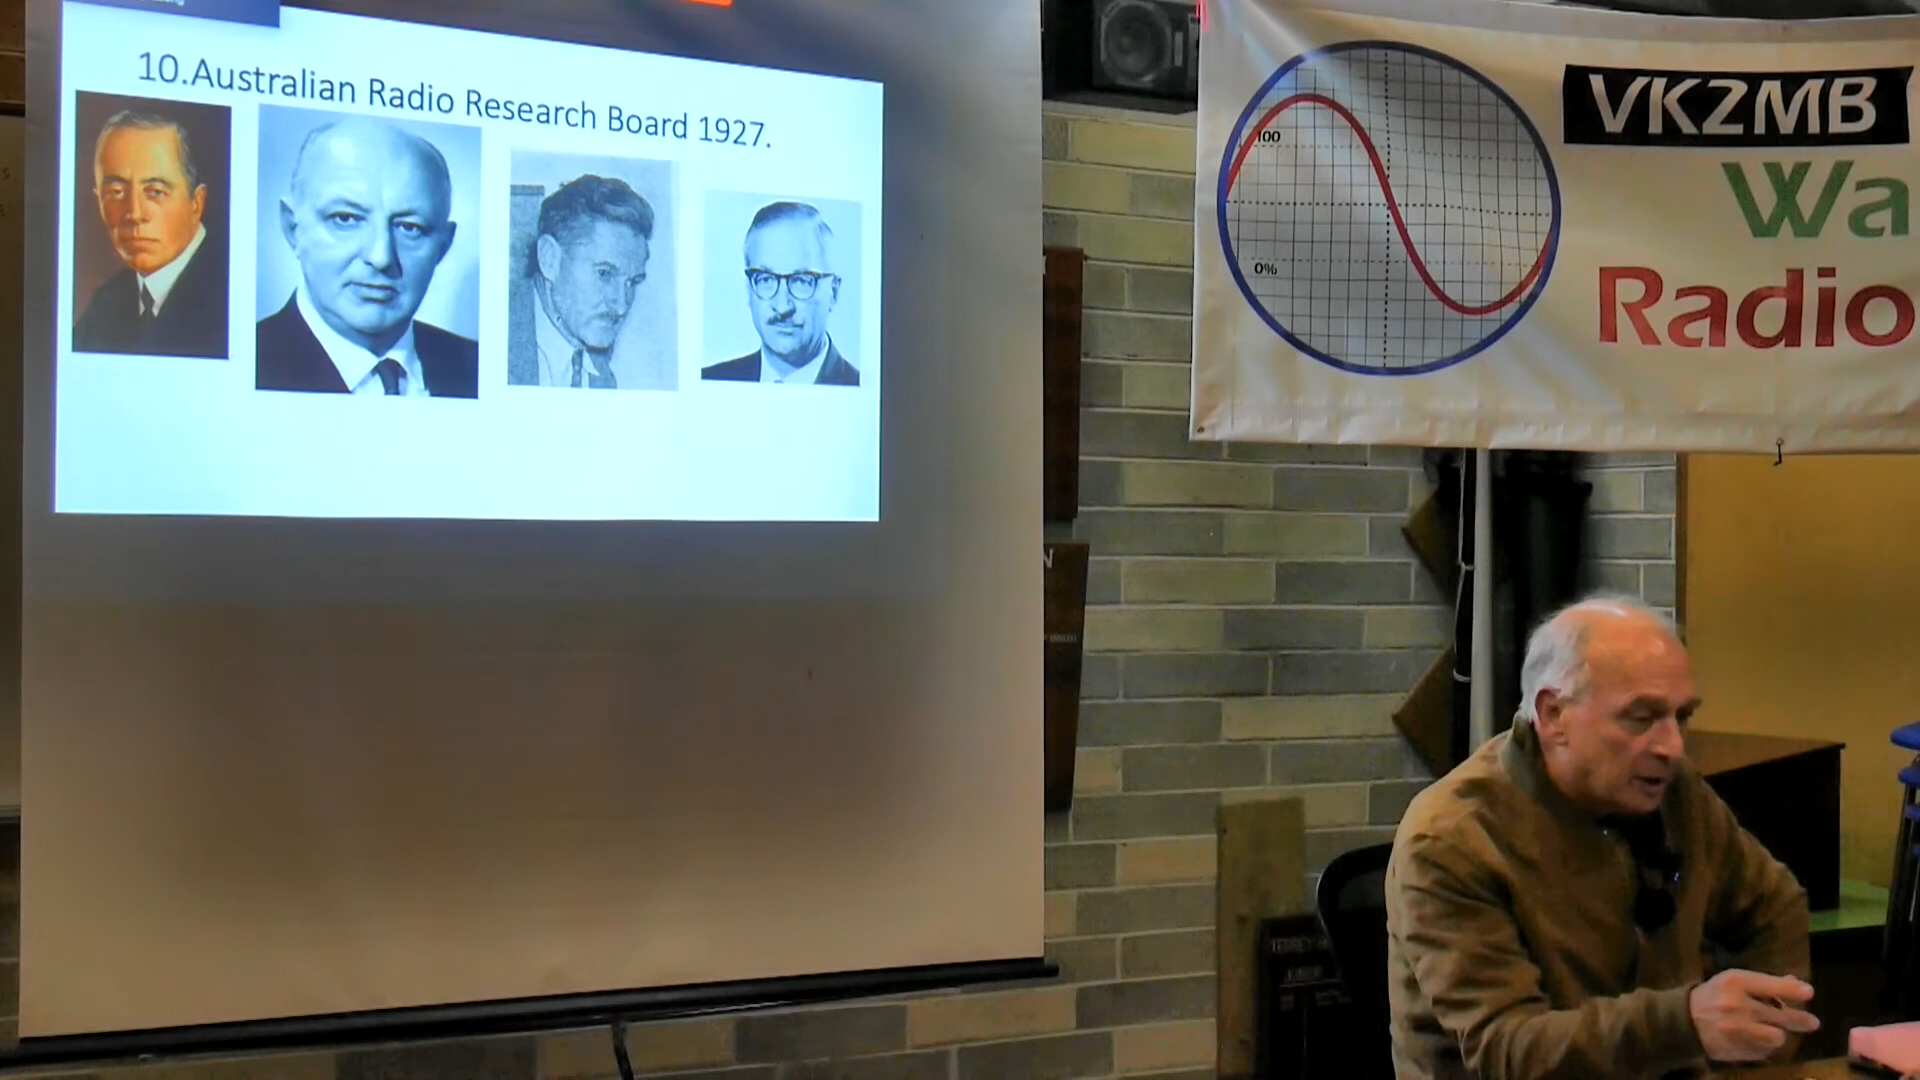 10.Australian Radio Research Board 1927.
VK2MB
Wa
Radio
100
0%
N